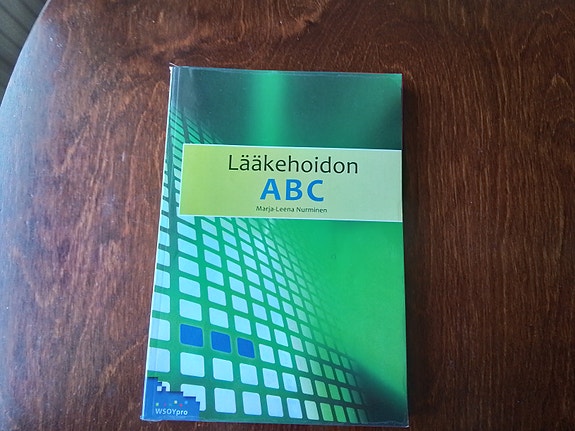 Lääkehoidon
ABC
Marja-Leena Nurminen
WSOYpro